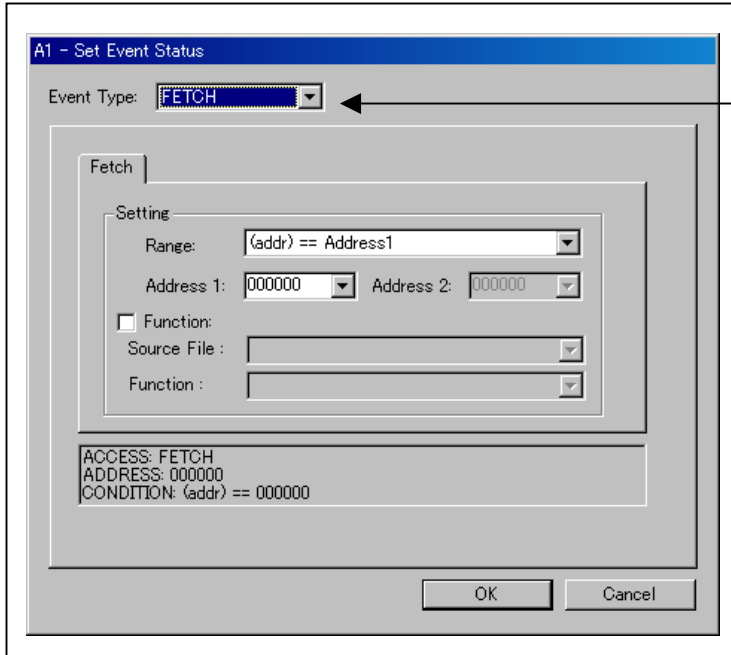 A1 - Set Event Status
Event Type: FETCH
Fetch
Setting
Range: (addr) == Address1
Address 1: 000000 Address 2: 000000
Function:
Source File :
Function :
ACCESS: FETCH
ADDRESS: 000000
CONDITION: (addr) == 000000
OK Cancel